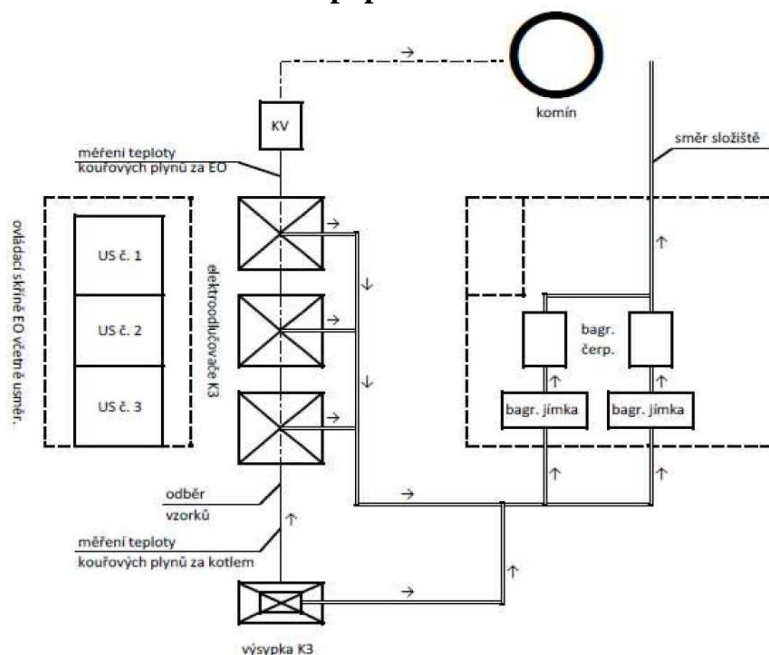 komín
KV
směr složiště
měření teploty
kouřových plynů za EO
ovládací skříně EO včetně usměr.
US č. 1
US č. 2
US č. 3
elektroodlučovače K3
bagr.
čerp.
bagr. jímka
bagr. jímka
odběr
vzorků
měření teploty
kouřových plynů za kotlem
výsypka K3